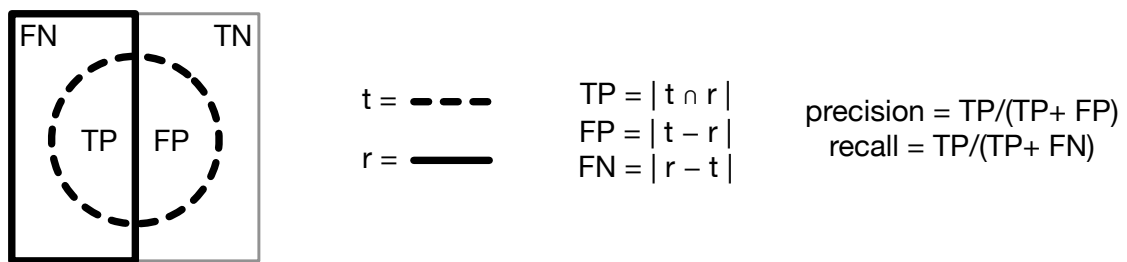 FN
TN
TP
FP
t =
r =
TP = | t ∩ r |
FP = | t − r |
FN = | r − t |
precision = TP/(TP+ FP)
recall = TP/(TP+ FN)